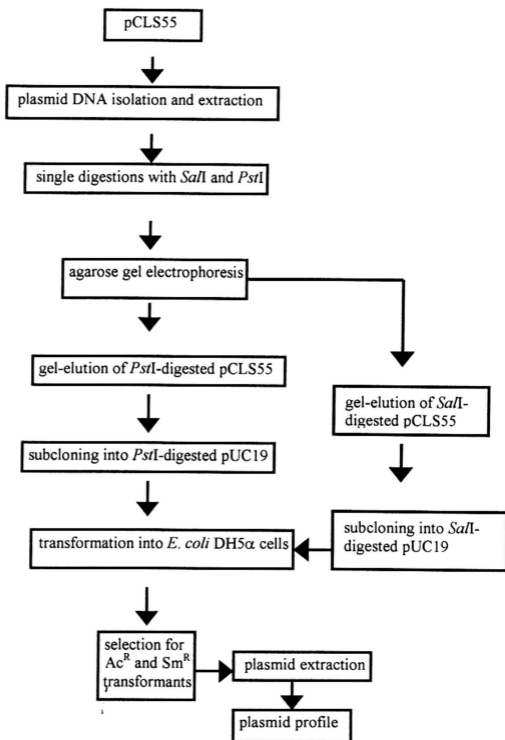 pCLS55
plasmid DNA isolation and extraction
single digestions with SalI and PstI
agarose gel electrophoresis
gel-elution of PstI-digested pCLS55
gel-elution of SalI-
digested pCLS55
subcloning into PstI-digested pUC19
subcloning into SalI-
digested pUC19
transformation into E. coli DH5α cells
selection for
Ac^R and Sm^R
transformants
plasmid extraction
plasmid profile